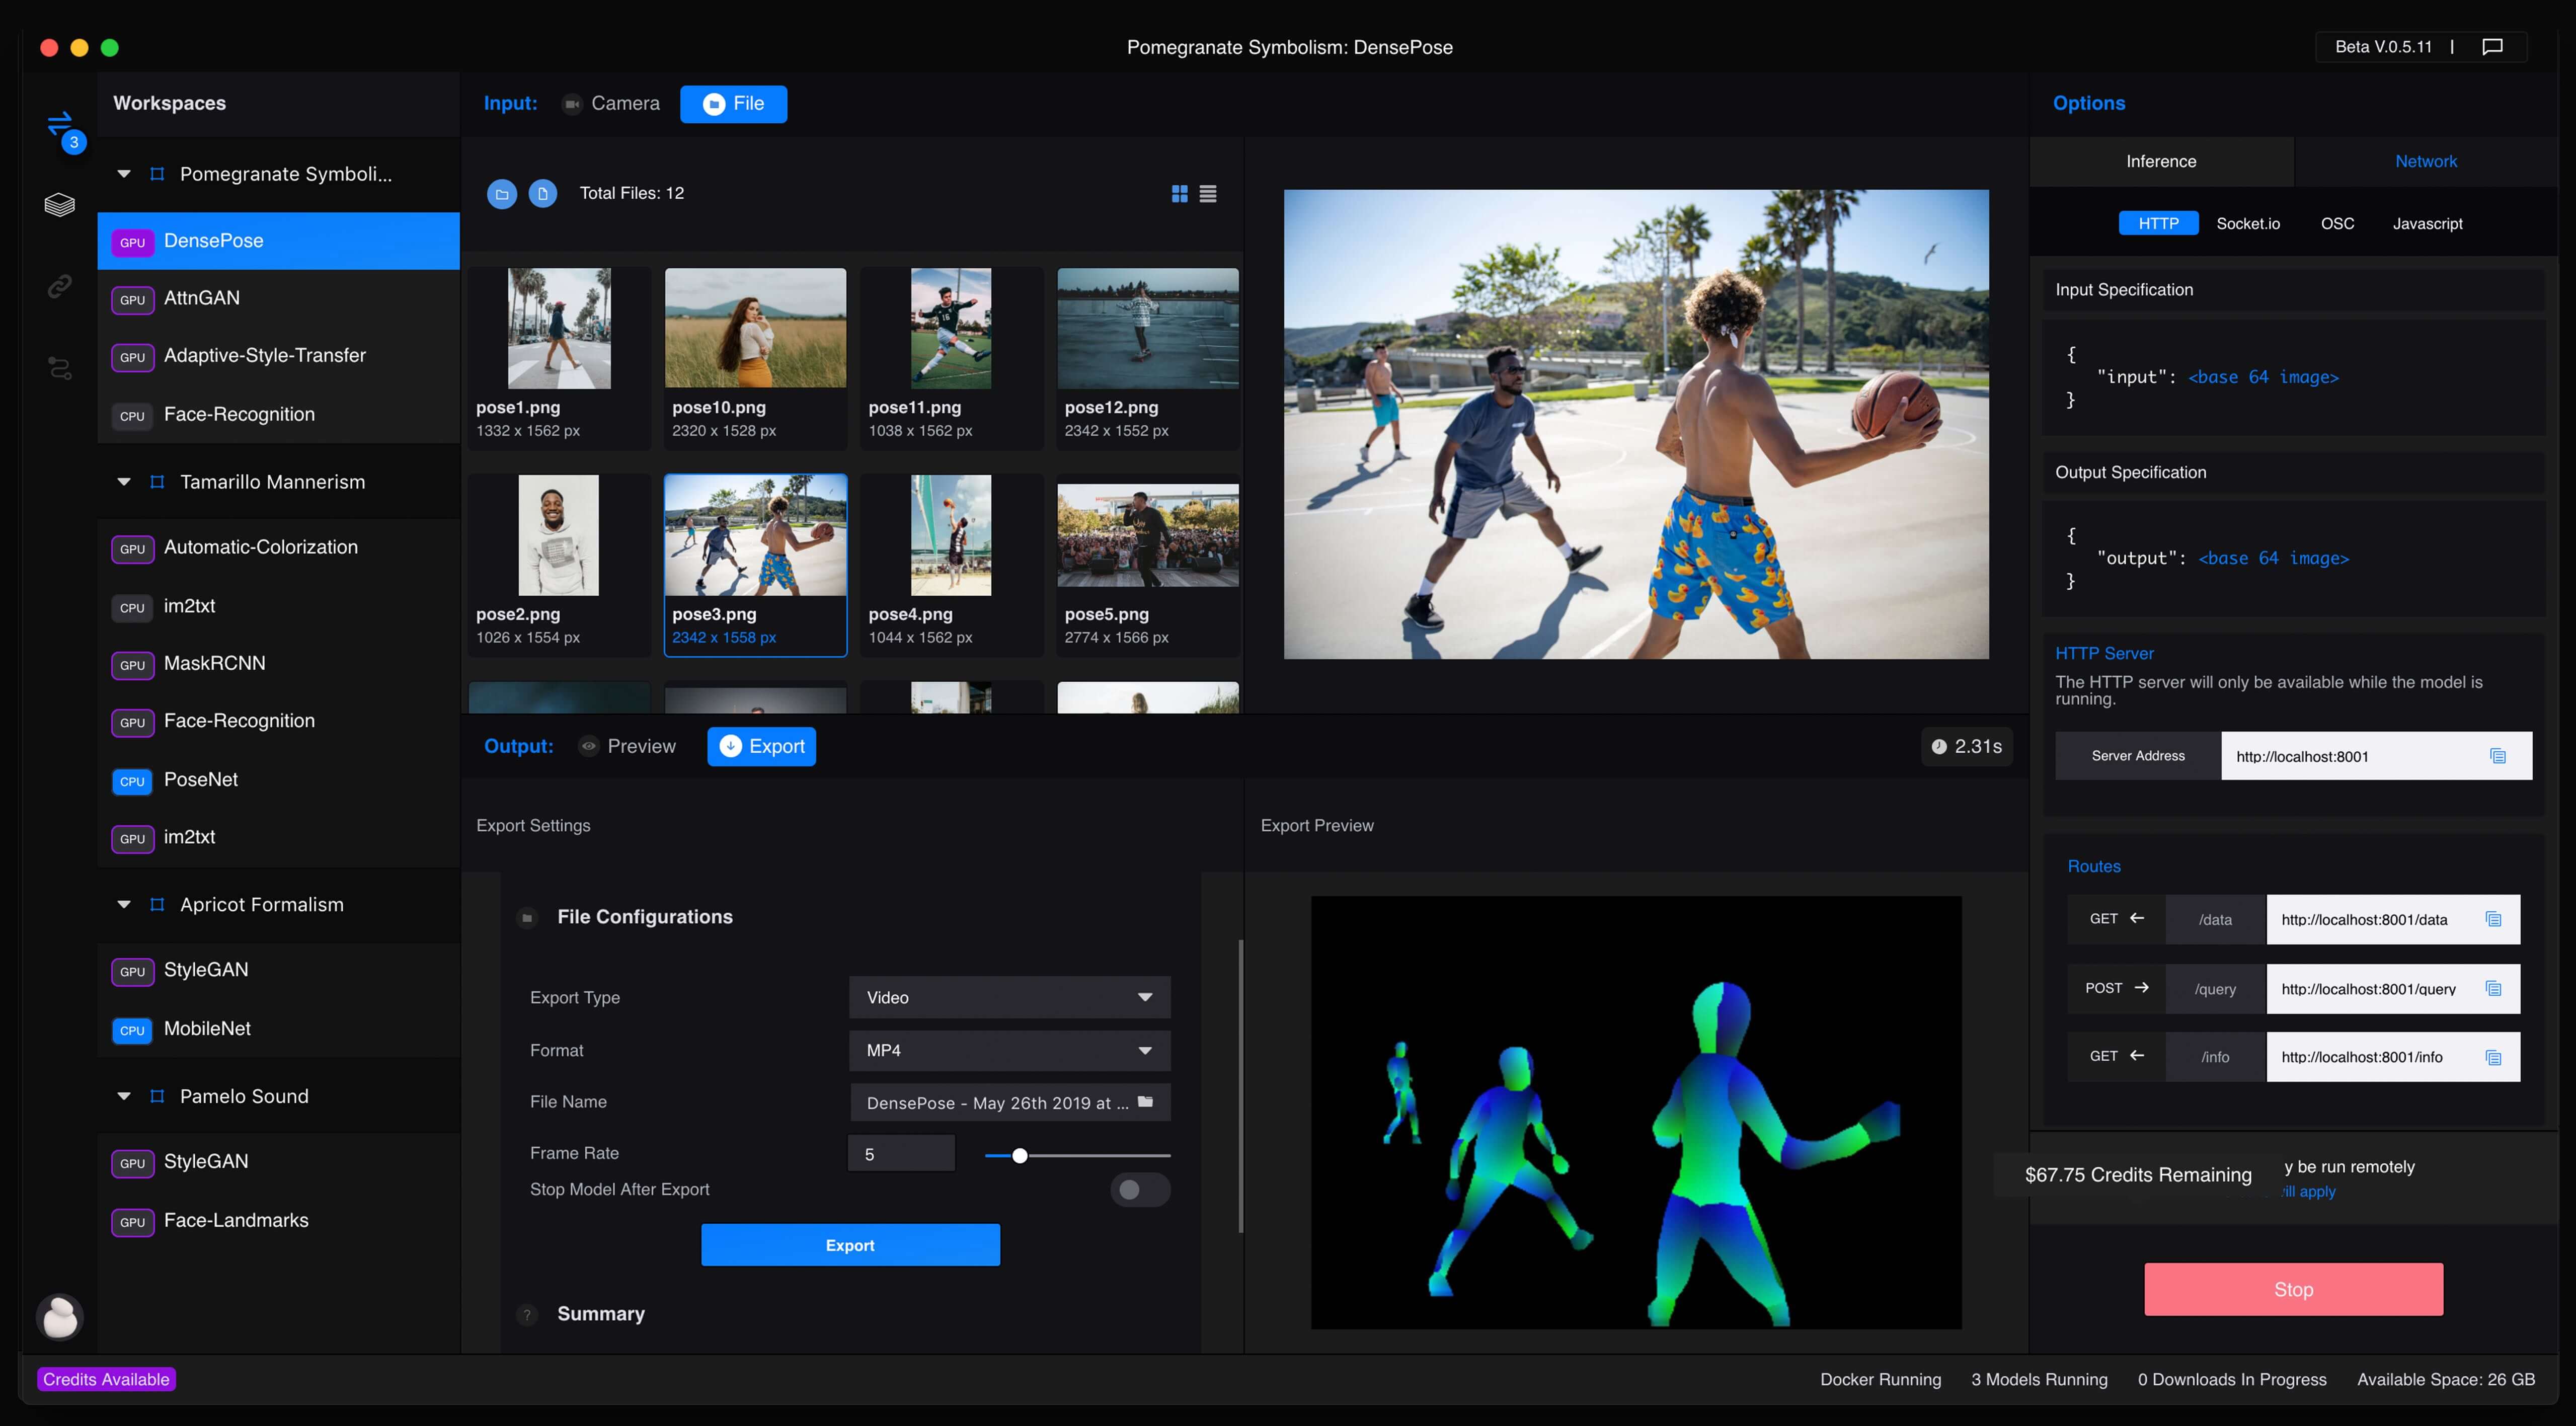 Pomegranate Symbolism: DensePose
Beta V.0.5.11 |
3
Workspaces
Pomegranate Symboli...
GPU DensePose
GPU AttnGAN
GPU Adaptive-Style-Transfer
CPU Face-Recognition
Tamarillo Mannerism
GPU Automatic-Colorization
CPU im2txt
GPU MaskRCNN
GPU Face-Recognition
CPU PoseNet
GPU im2txt
Apricot Formalism
GPU StyleGAN
CPU MobileNet
Pamelo Sound
GPU StyleGAN
GPU Face-Landmarks
Input: Camera File
Total Files: 12
pose1.png
1332 x 1562 px
pose10.png
2320 x 1528 px
pose11.png
1038 x 1562 px
pose12.png
2342 x 1552 px
pose2.png
1026 x 1554 px
pose3.png
2342 x 1558 px
pose4.png
1044 x 1562 px
pose5.png
2774 x 1566 px
Output: Preview Export
2.31s
Export Settings
File Configurations
Export Type Video
Format MP4
File Name DensePose - May 26th 2019 at ...
Frame Rate 5
Stop Model After Export
Export
? Summary
Export Preview
Options
Inference Network
HTTP Socket.io OSC Javascript
Input Specification
{
"input": <base 64 image>
}
Output Specification
{
"output": <base 64 image>
}
HTTP Server
The HTTP server will only be available while the model is
running.
Server Address http://localhost:8001
Routes
GET ← /data http://localhost:8001/data
POST → /query http://localhost:8001/query
GET ← /info http://localhost:8001/info
$67.75 Credits Remaining
y be run remotely
ill apply
Stop
Credits Available
Docker Running 3 Models Running 0 Downloads In Progress Available Space: 26 GB